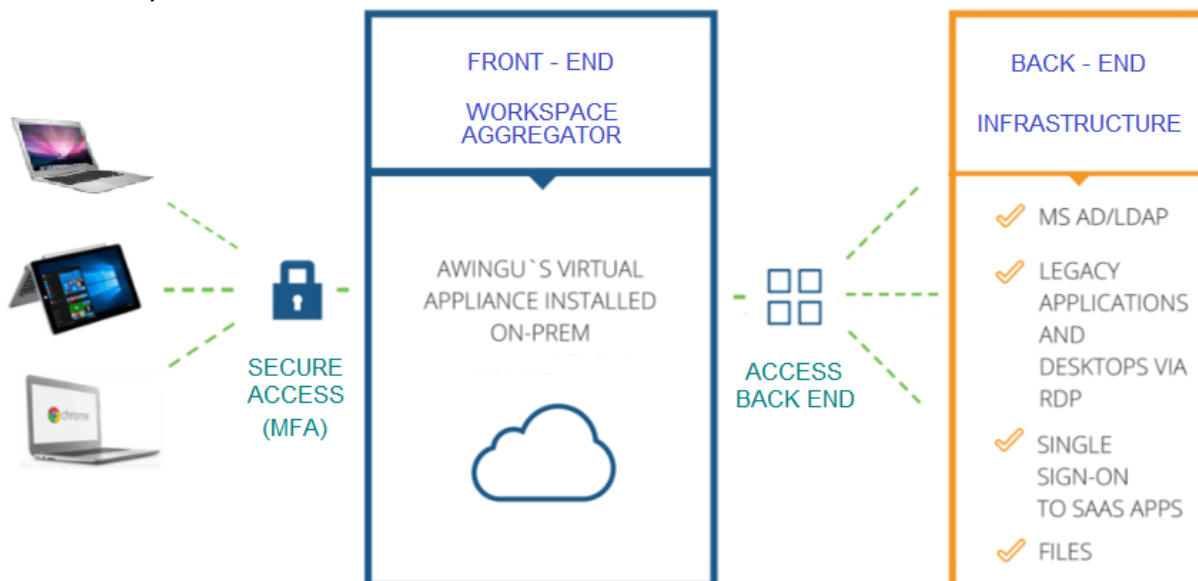 FRONT - END
WORKSPACE
AGGREGATOR
BACK - END
INFRASTRUCTURE
AWINGU`S VIRTUAL
APPLIANCE INSTALLED
ON-PREM
SECURE
ACCESS
(MFA)
chrome
ACCESS
BACK END
MS AD/LDAP
LEGACY
APPLICATIONS
AND
DESKTOPS VIA
RDP
SINGLE
SIGN-ON
TO SAAS APPS
FILES